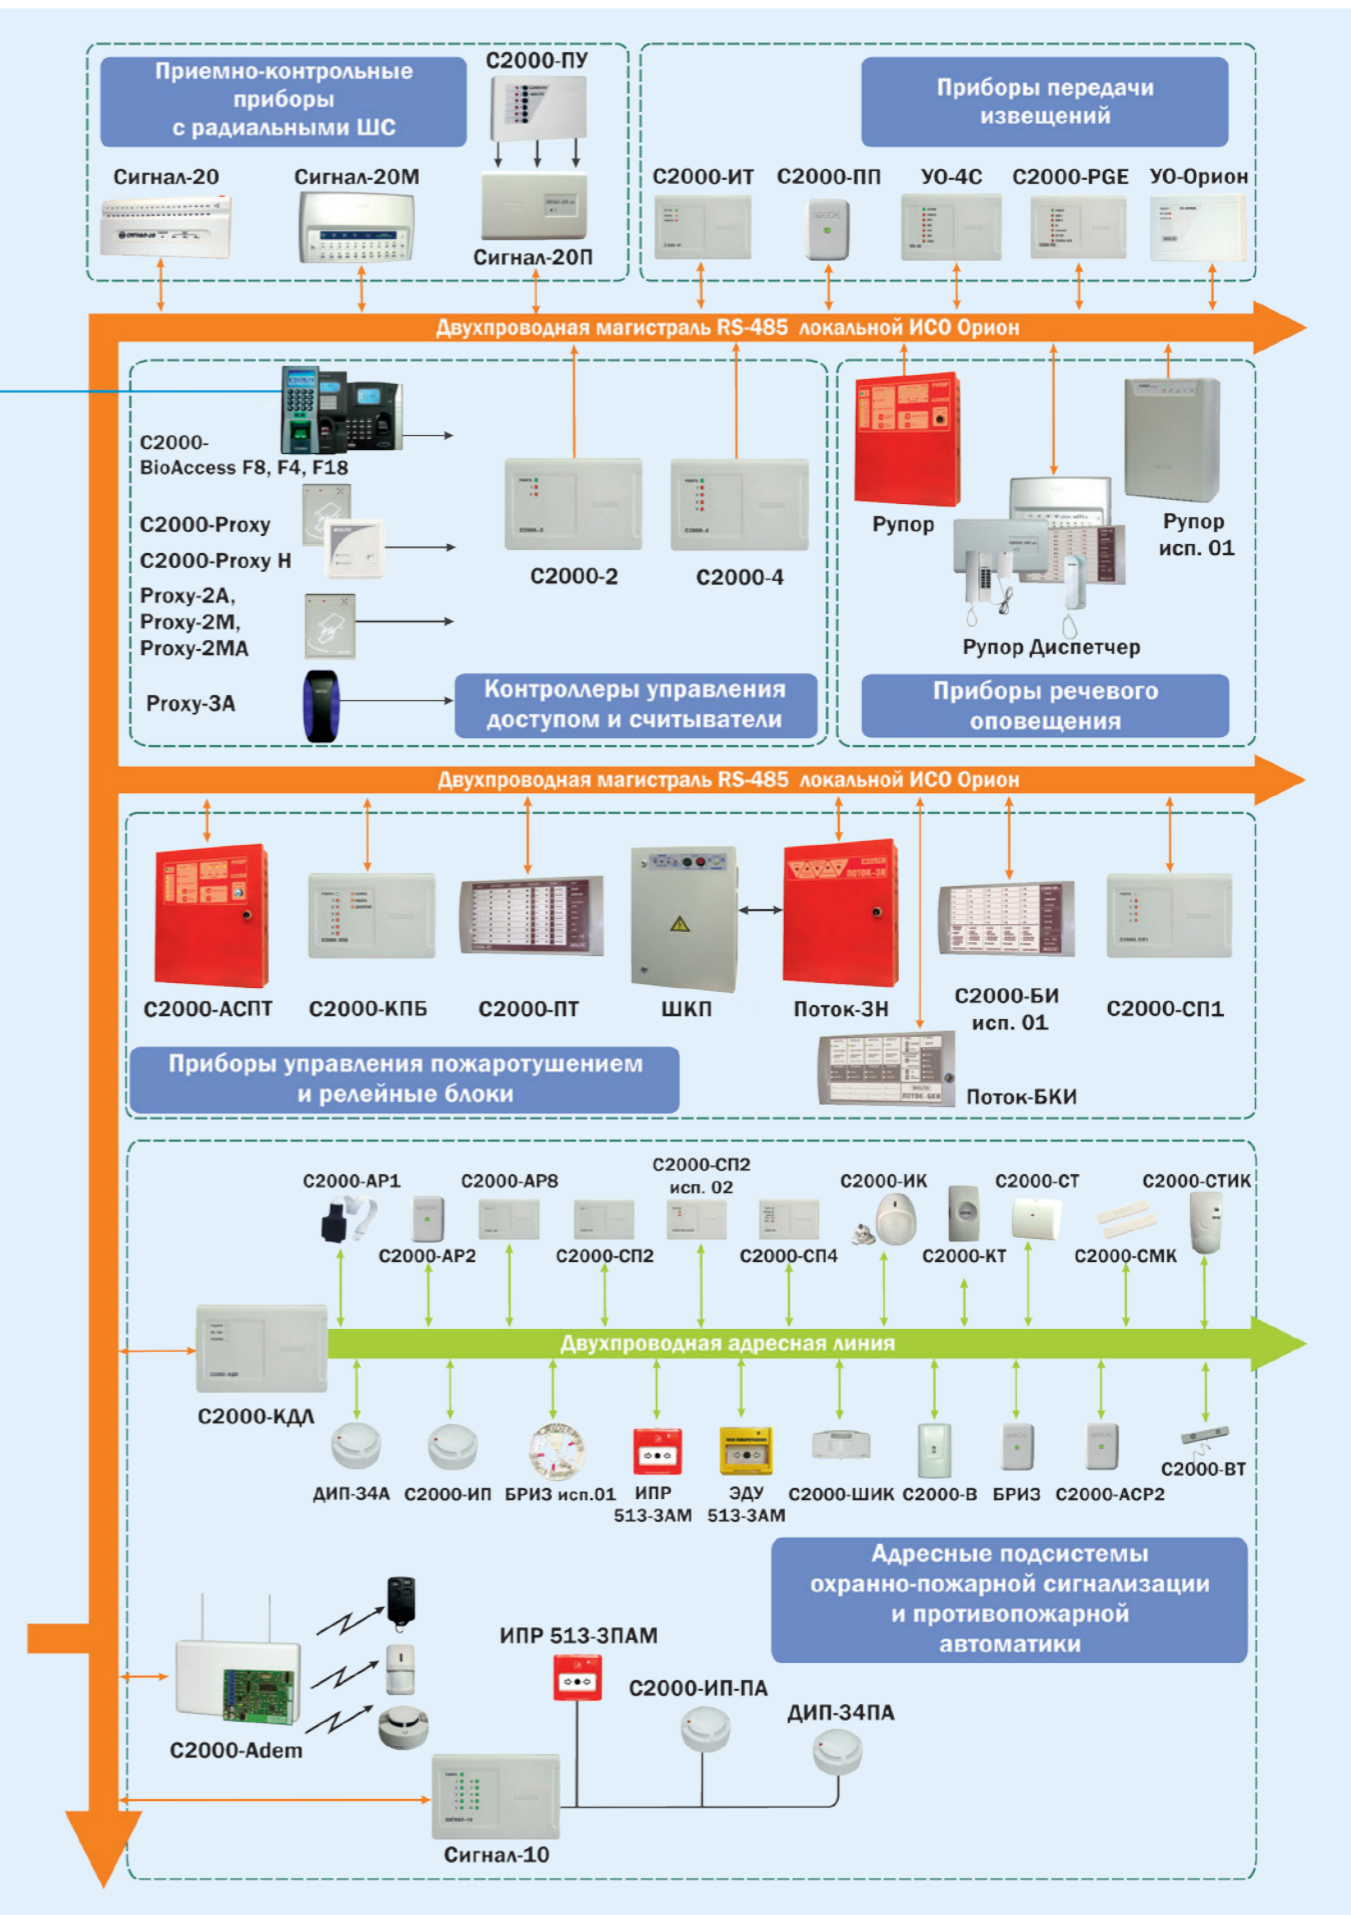 Приемно-контрольные
приборы
с радиальными ШС
С2000-ПУ
Приборы передачи
извещений
Сигнал-20
Сигнал-20М
Сигнал-20П
С2000-ИТ
С2000-ПП
УО-4С
С2000-PGE
УО-Орион
Двухпроводная магистраль RS-485 локальной ИСО Орион
С2000-
BioAccess F8, F4, F18
С2000-Proxy
С2000-Proxy H
Proxy-2A,
Proxy-2M,
Proxy-2MA
Proxy-3A
С2000-2
С2000-4
Контроллеры управления
доступом и считыватели
Рупор
Рупор
исп. 01
Рупор Диспетчер
Приборы речевого
оповещения
Двухпроводная магистраль RS-485 локальной ИСО Орион
ПОТОК-3Н
С2000-АСПТ
С2000-КПБ
С2000-ПТ
ШКП
Поток-3Н
С2000-БИ
исп. 01
С2000-СП1
Приборы управления пожаротушением
и релейные блоки
ПОТОК-БКИ
Поток-БКИ
С2000-АР1
С2000-АР2
С2000-АР8
С2000-СП2
С2000-СП2
исп. 02
С2000-СП4
С2000-ИК
С2000-КТ
С2000-СТ
С2000-СМК
С2000-СТИК
Двухпроводная адресная линия
С2000-КДЛ
ДИП-34А
С2000-ИП
БРИЗ исп.01
ИПР
513-3АМ
ЭДУ
513-3АМ
С2000-ШИК
С2000-В
БРИЗ
С2000-АСР2
С2000-ВТ
Адресные подсистемы
охранно-пожарной сигнализации
и противопожарной
автоматики
С2000-Adem
ИПР 513-3ПАМ
С2000-ИП-ПА
ДИП-34ПА
Сигнал-10